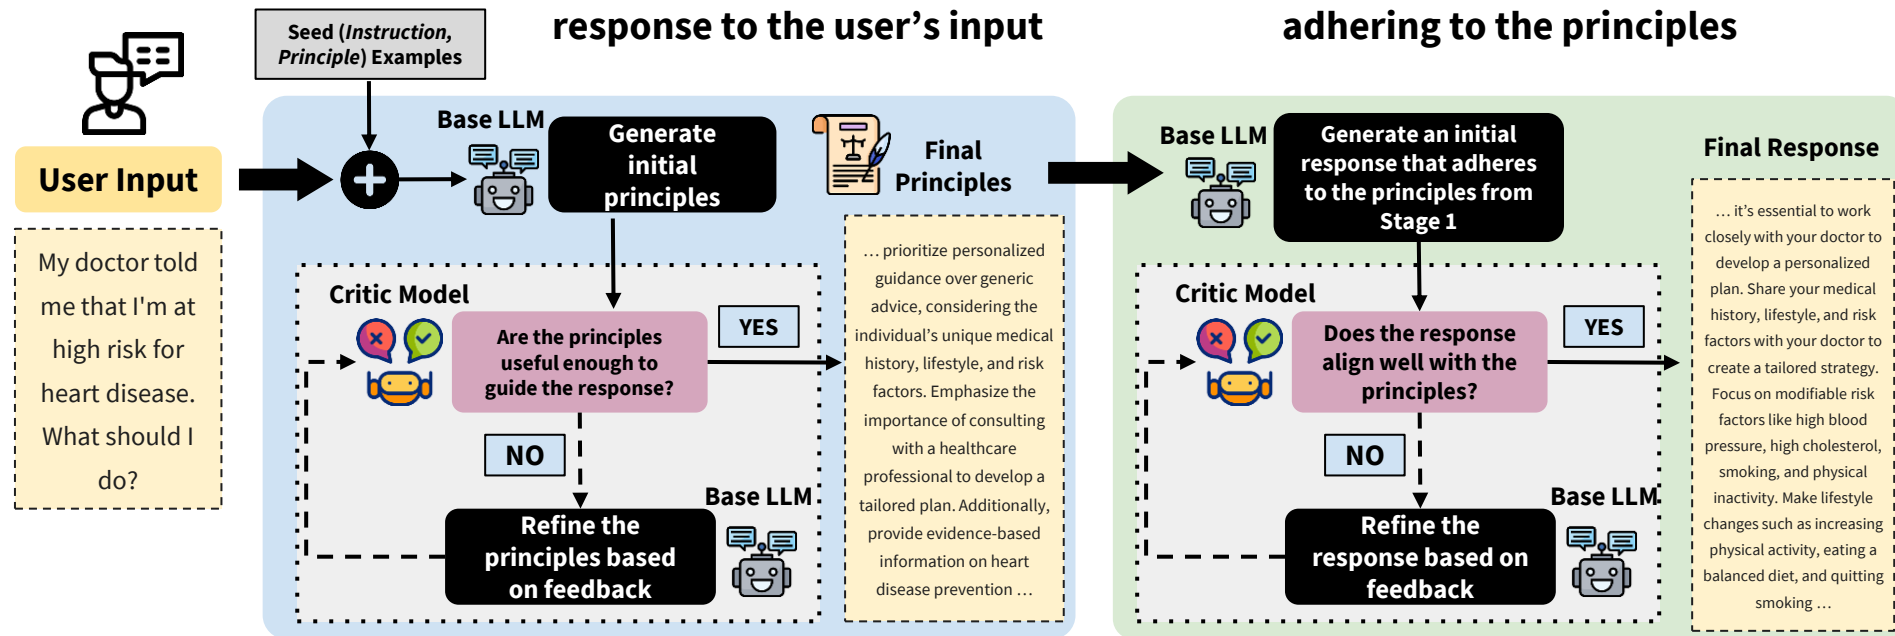 response to the user's input
adhering to the principles
Seed (Instruction,
Principle) Examples
User Input
My doctor told
me that I'm at
high risk for
heart disease.
What should I
do?
Base LLM
Generate
initial
principles
Final
Principles
Critic Model
Are the principles
useful enough to
guide the response?
YES
NO
Base LLM
Refine the
principles based
on feedback
… prioritize personalized
guidance over generic
advice, considering the
individual's unique medical
history, lifestyle, and risk
factors. Emphasize the
importance of consulting
with a healthcare
professional to develop a
tailored plan. Additionally,
provide evidence-based
information on heart
disease prevention …
Base LLM
Generate an initial
response that adheres
to the principles from
Stage 1
Critic Model
Does the response
align well with the
principles?
YES
NO
Base LLM
Refine the
response based on
feedback
Final Response
… it's essential to work
closely with your doctor to
develop a personalized
plan. Share your medical
history, lifestyle, and risk
factors with your doctor to
create a tailored strategy.
Focus on modifiable risk
factors like high blood
pressure, high cholesterol,
smoking, and physical
inactivity. Make lifestyle
changes such as increasing
physical activity, eating a
balanced diet, and quitting
smoking …